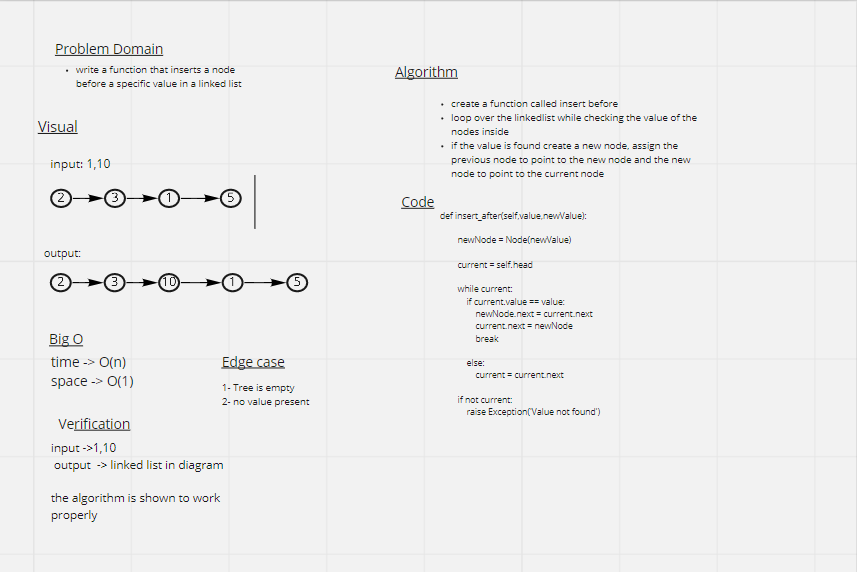 Problem Domain
• write a function that inserts a node
before a specific value in a linked list
Visual
input: 1,10
2 3 1 5
output:
2 3 10 1 5
Big O
time -> O(n)
space -> O(1)
Edge case
1- Tree is empty
2- no value present
Verification
input ->1,10
output -> linked list in diagram
the algorithm is shown to work
properly
Algorithm
• create a function called insert before
• loop over the linkedlist while checking the value of the
nodes inside
• if the value is found create a new node, assign the
previous node to point to the new node and the new
node to point to the current node
Code
def insert_after(self,value,newValue):
newNode = Node(newValue)
current = self.head
while current:
if current.value == value:
newNode.next = current.next
current.next = newNode
break
else:
current = current.next
if not current:
raise Exception('Value not found')